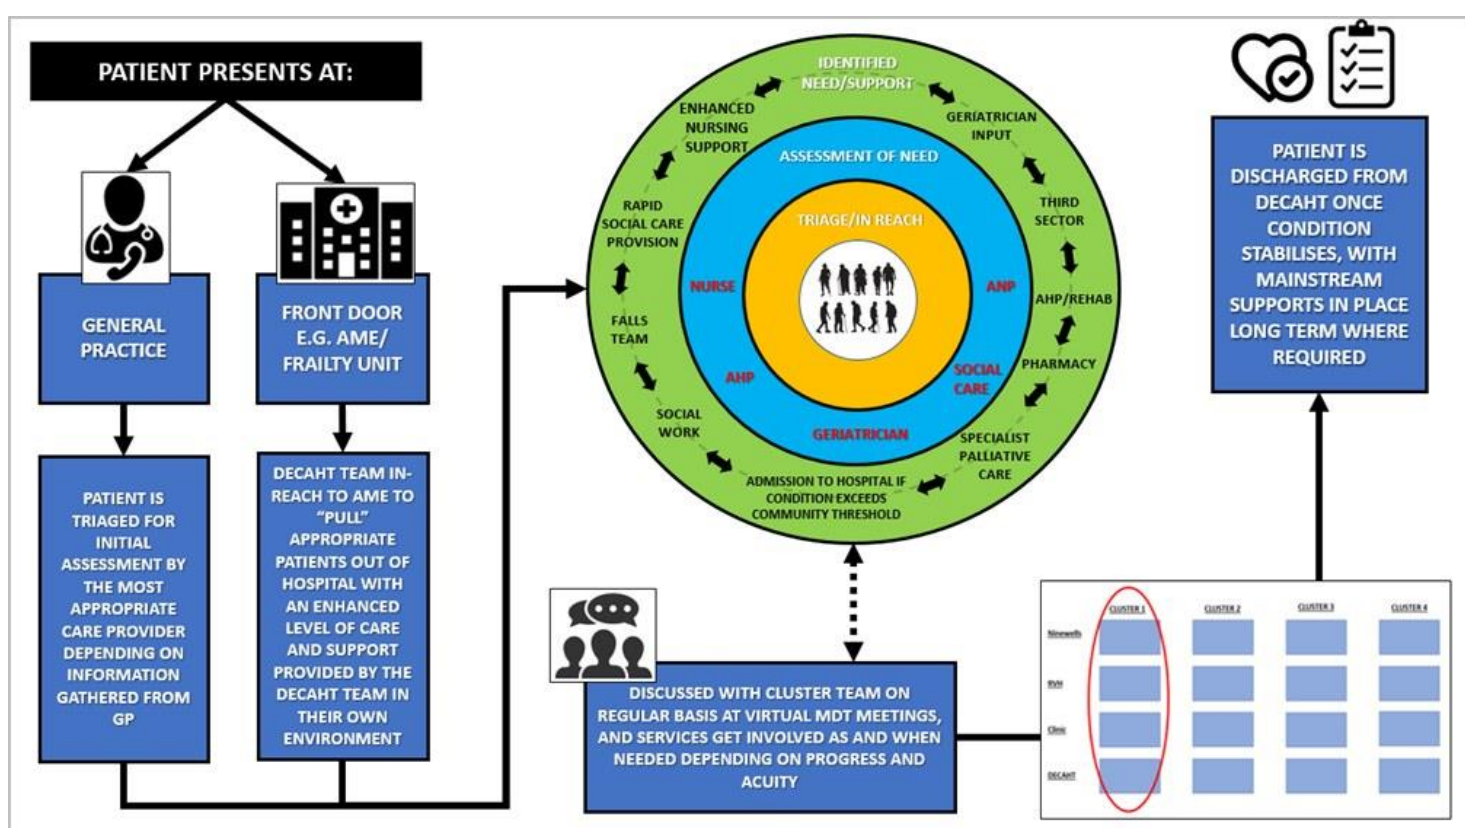 PATIENT PRESENTS AT:
GENERAL
PRACTICE
FRONT DOOR
E.G. AME/
FRAILTY UNIT
PATIENT IS
TRIAGED FOR
INITIAL
ASSESSMENT BY
THE MOST
APPROPRIATE
CARE PROVIDER
DEPENDING ON
INFORMATION
GATHERED FROM
GP
DECAHT TEAM IN-
REACH TO AME TO
“PULL”
APPROPRIATE
PATIENTS OUT OF
HOSPITAL WITH
AN ENHANCED
LEVEL OF CARE
AND SUPPORT
PROVIDED BY THE
DECAHT TEAM IN
THEIR OWN
ENVIRONMENT
IDENTIFIED
NEED/SUPPORT
GERIATRICIAN
INPUT
THIRD
SECTOR
AHP/REHAB
PHARMACY
SPECIALIST
PALLIATIVE
CARE
ADMISSION TO HOSPITAL IF
CONDITION EXCEEDS
COMMUNITY THRESHOLD
SOCIAL
WORK
FALLS
TEAM
RAPID
SOCIAL CARE
PROVISION
ENHANCED
NURSING
SUPPORT
ASSESSMENT OF NEED
NURSE
ANP
AHP
SOCIAL
CARE
GERIATRICIAN
TRIAGE/IN REACH
DISCUSSED WITH CLUSTER TEAM ON
REGULAR BASIS AT VIRTUAL MDT MEETINGS,
AND SERVICES GET INVOLVED AS AND WHEN
NEEDED DEPENDING ON PROGRESS AND
ACUITY
CLUSTER 1
CLUSTER 2
CLUSTER 3
CLUSTER 4
Ninewells
RVH
Clinic
DECAHT
PATIENT IS
DISCHARGED FROM
DECAHT ONCE
CONDITION
STABILISES, WITH
MAINSTREAM
SUPPORTS IN PLACE
LONG TERM WHERE
REQUIRED